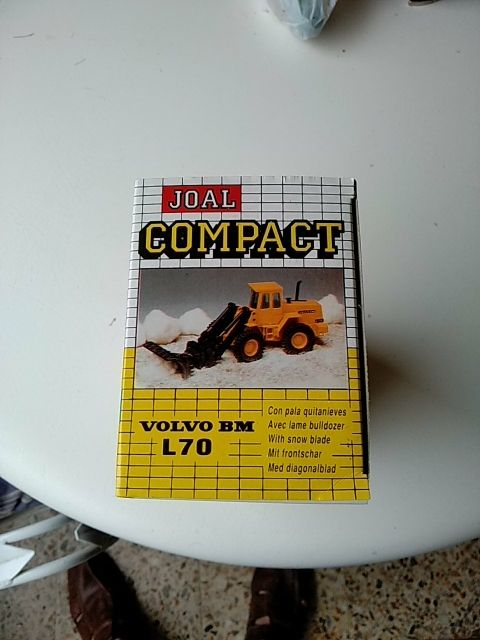 JOAL
COMPACT
VOLVO BM
L70
Con pala quitanieves
Avec lame bulldozer
With snow blade
Mit frontschar
Med diagonalblad